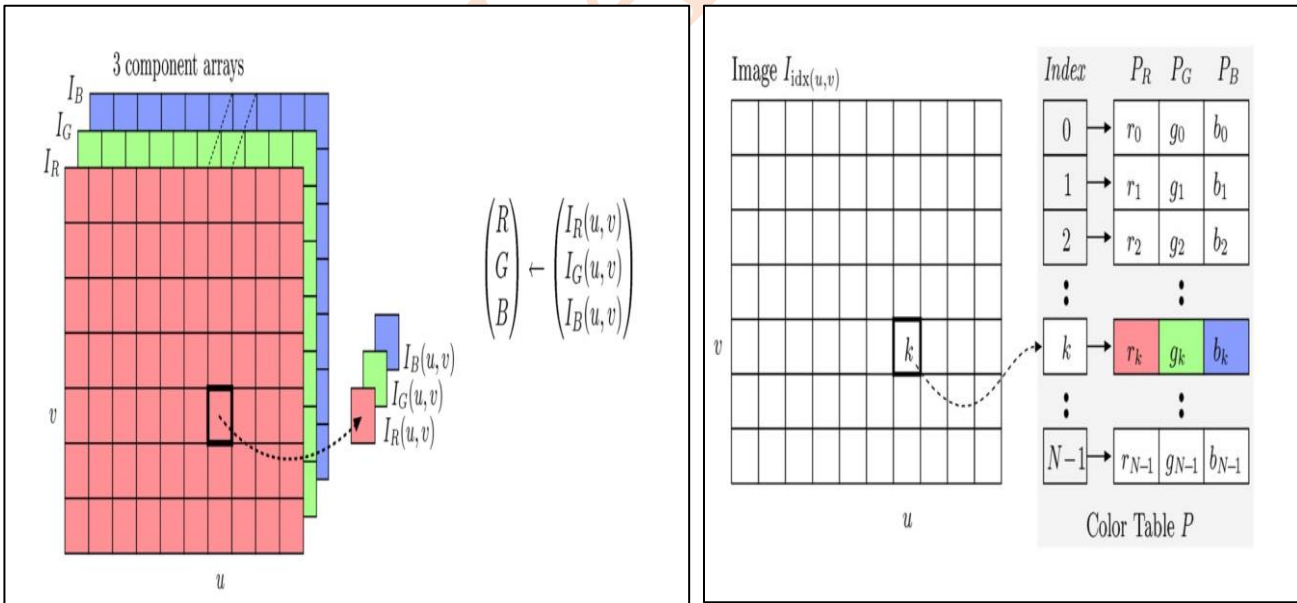 3 component arrays
I_B
I_G
I_R
v
u
I_B(u,v)
I_G(u,v)
I_R(u,v)
(R G B) ← (I_R(u,v) I_G(u,v) I_B(u,v))
Image I_idx(u,v)
Index P_R P_G P_B
0 r_0 g_0 b_0
1 r_1 g_1 b_1
2 r_2 g_2 b_2
⋮ ⋮
v k k r_k g_k b_k
⋮ ⋮
N−1 r_N−1 g_N−1 b_N−1
u
Color Table P